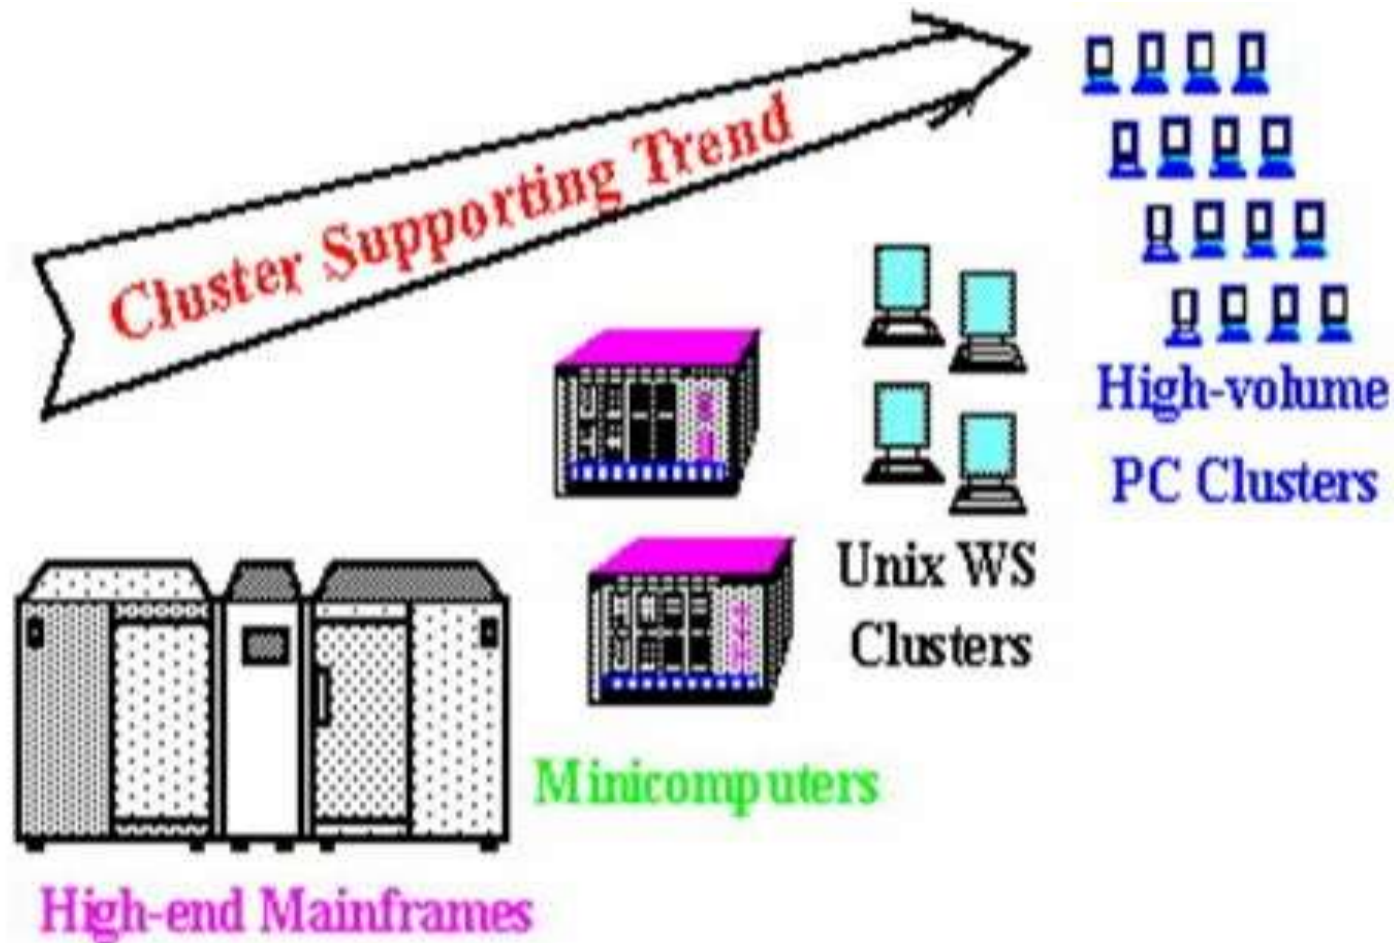 Cluster Supporting Trend
High-volume
PC Clusters
Unix WS
Clusters
Minicomputers
High-end Mainframes